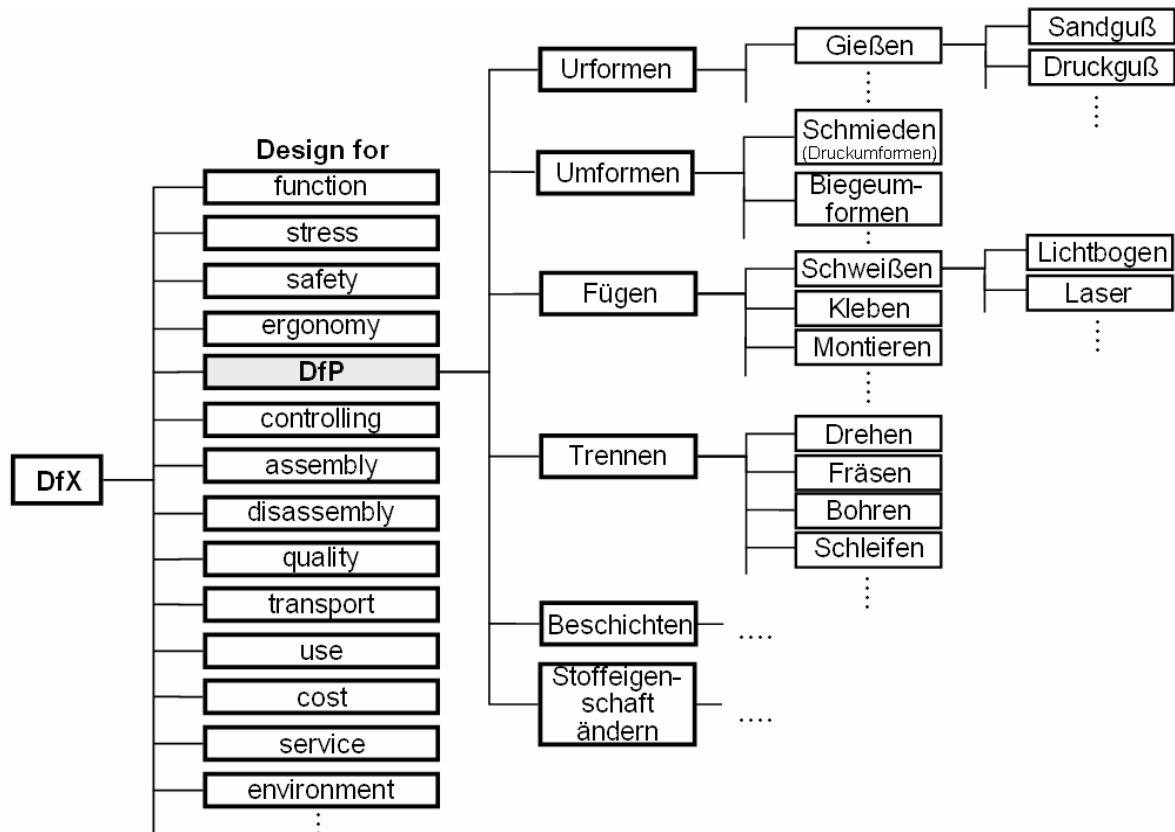 DfX
Design for
function
stress
safety
ergonomy
DfP
controlling
assembly
disassembly
quality
transport
use
cost
service
environment
Urformen
Umformen
Fügen
Trennen
Beschichten
Stoffeigen-
schaft
ändern
Gießen
Schmieden
(Druckumformen)
Biegeum-
formen
Schweißen
Kleben
Montieren
Drehen
Fräsen
Bohren
Schleifen
Sandguß
Druckguß
Lichtbogen
Laser